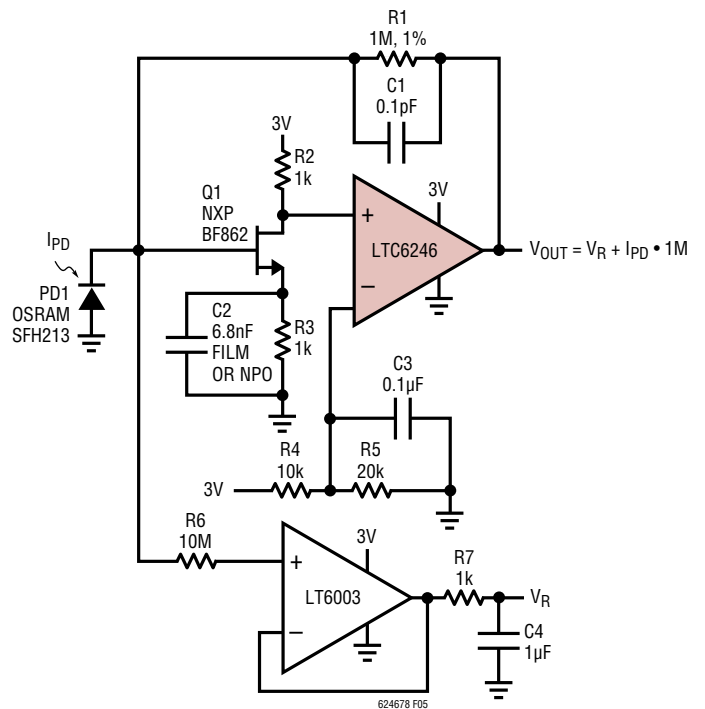 R1
1M, 1%
C1
0.1pF
3V
R2
1k
Q1
NXP
BF862
3V
+
LTC6246
–
VOUT = VR + IPD • 1M
IPD
PD1
OSRAM
SFH213
C2
6.8nF
FILM
OR NPO
R3
1k
C3
0.1µF
R4
10k
R5
20k
3V
R6
10M
3V
+
LT6003
–
R7
1k
VR
C4
1µF
624678 F05